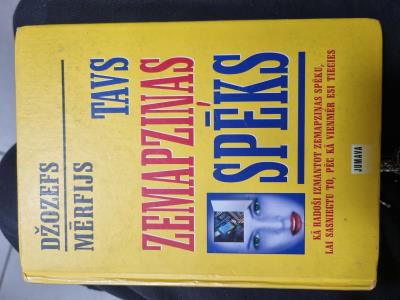 DŽOZEFS
MĒRFIJS
TAVS
ZEMAPZIŅAS
SPĒKS
KĀ RADOŠI IZMANTOT ZEMAPZIŅAS SPĒKU,
LAI SASNIEGTU TO, PĒC KĀ VIENMĒR ESI TIECIES
JUMAVA